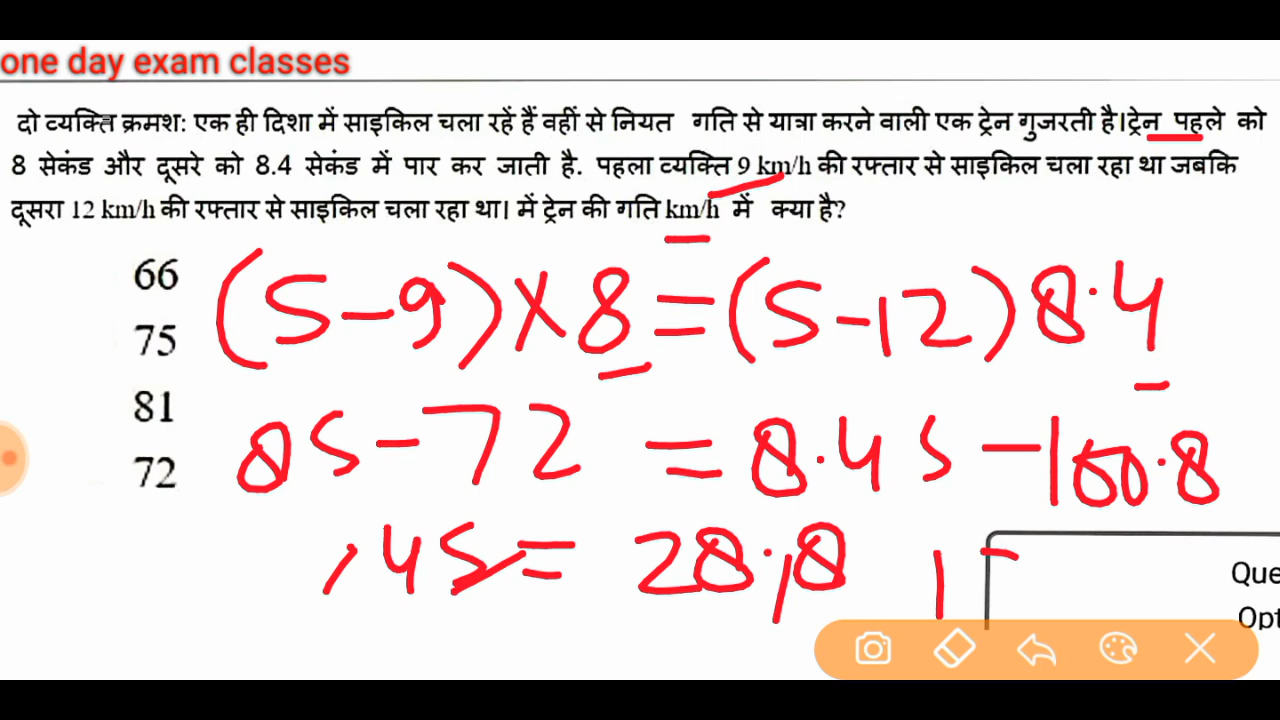 one day exam classes
दो व्यक्ति क्रमश: एक ही दिशा में साइकिल चला रहें हैं वहीं से नियत गति से यात्रा करने वाली एक ट्रेन गुजरती है।ट्रेन पहले को
8 सेकंड और दूसरे को 8.4 सेकंड में पार कर जाती है. पहला व्यक्ति 9 km/h की रफ्तार से साइकिल चला रहा था जबकि
दूसरा 12 km/h की रफ्तार से साइकिल चला रहा था। में ट्रेन की गति km/h में क्या है?
66
75
81
72
(S-9)×8=(S-12)8.4
8S-72 = 8.4S-100.8
.4S= 28.8
Que
Opt